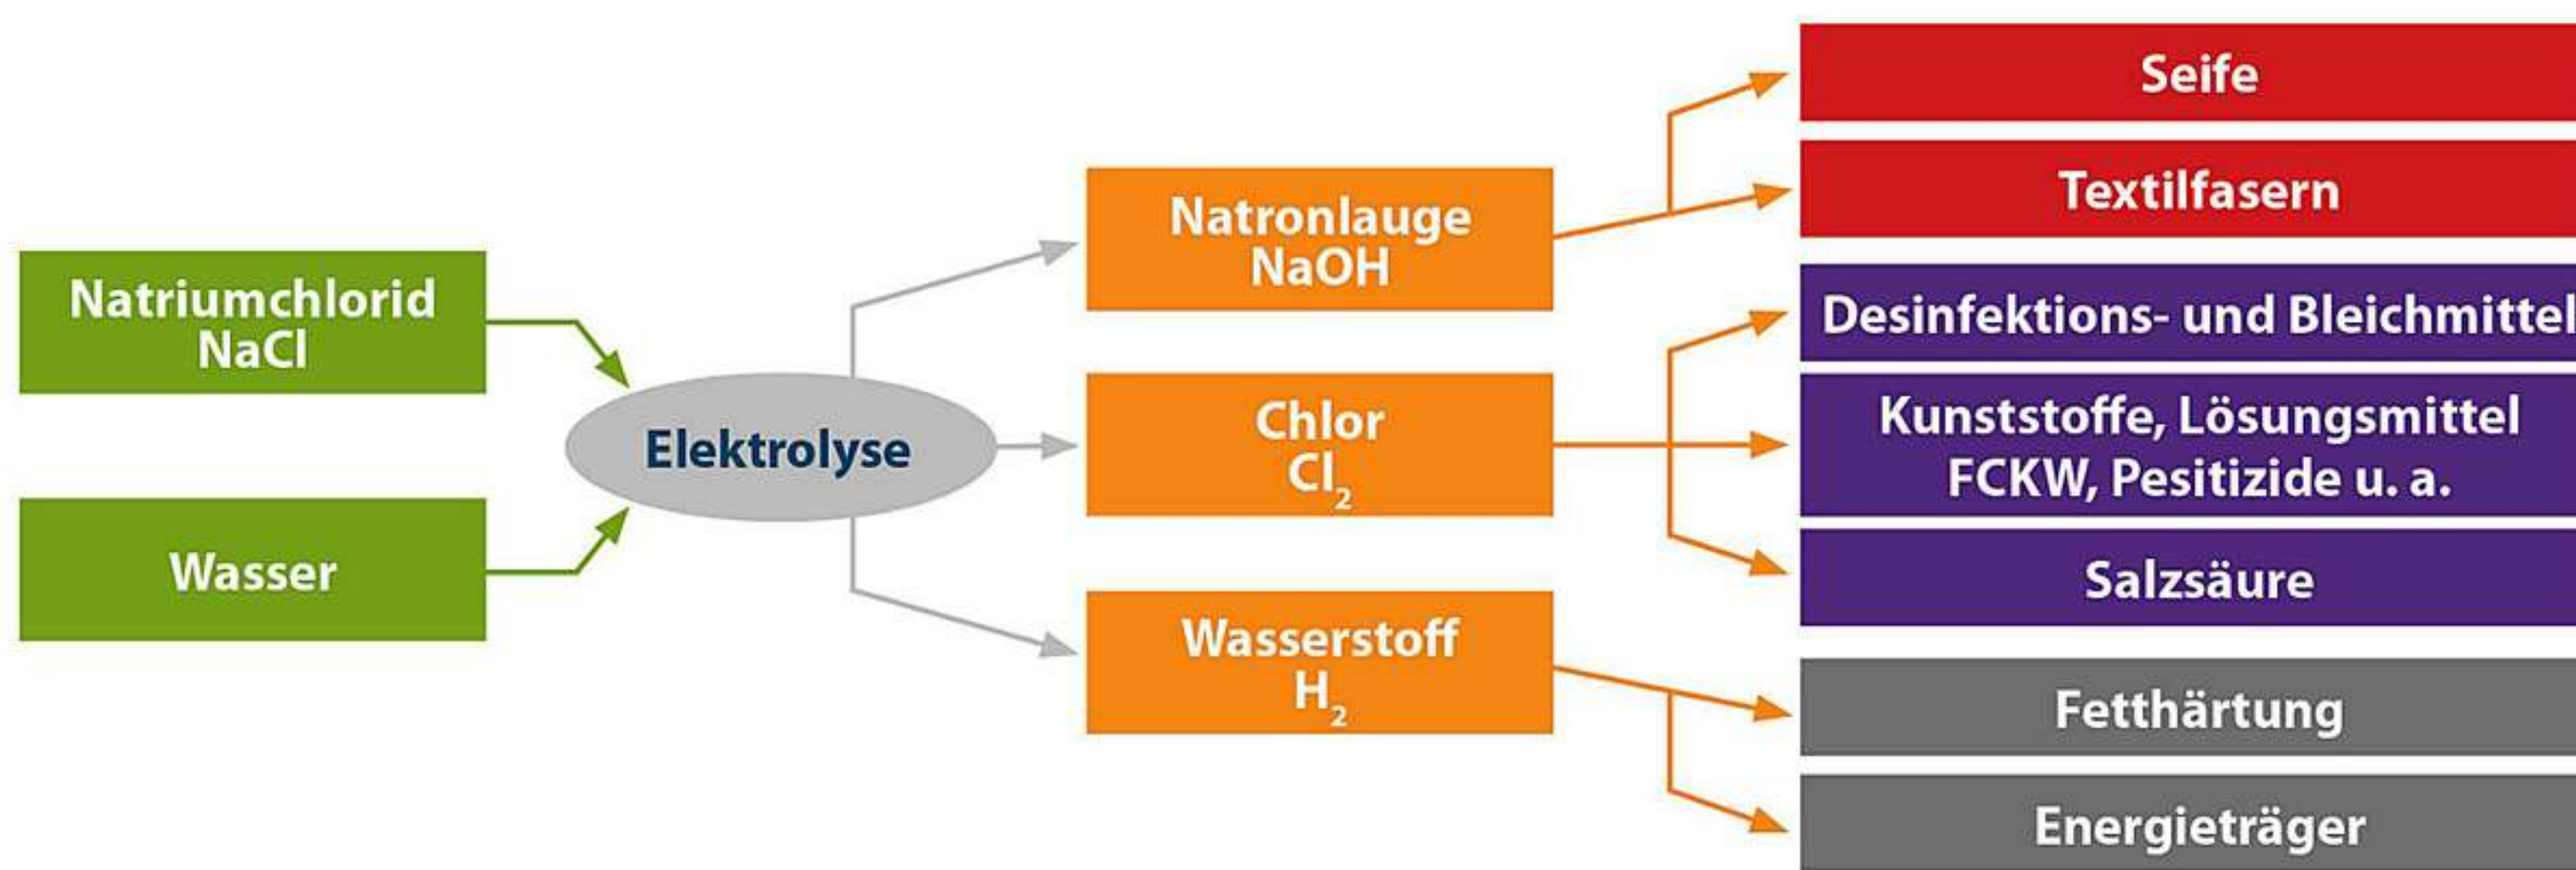 Natriumchlorid
NaCl
Wasser
Elektrolyse
Natronlauge
NaOH
Chlor
Cl₂
Wasserstoff
H₂
Seife
Textilfasern
Desinfektions- und Bleichmittel
Kunststoffe, Lösungsmittel
FCKW, Pesitizide u. a.
Salzsäure
Fetthärtung
Energieträger